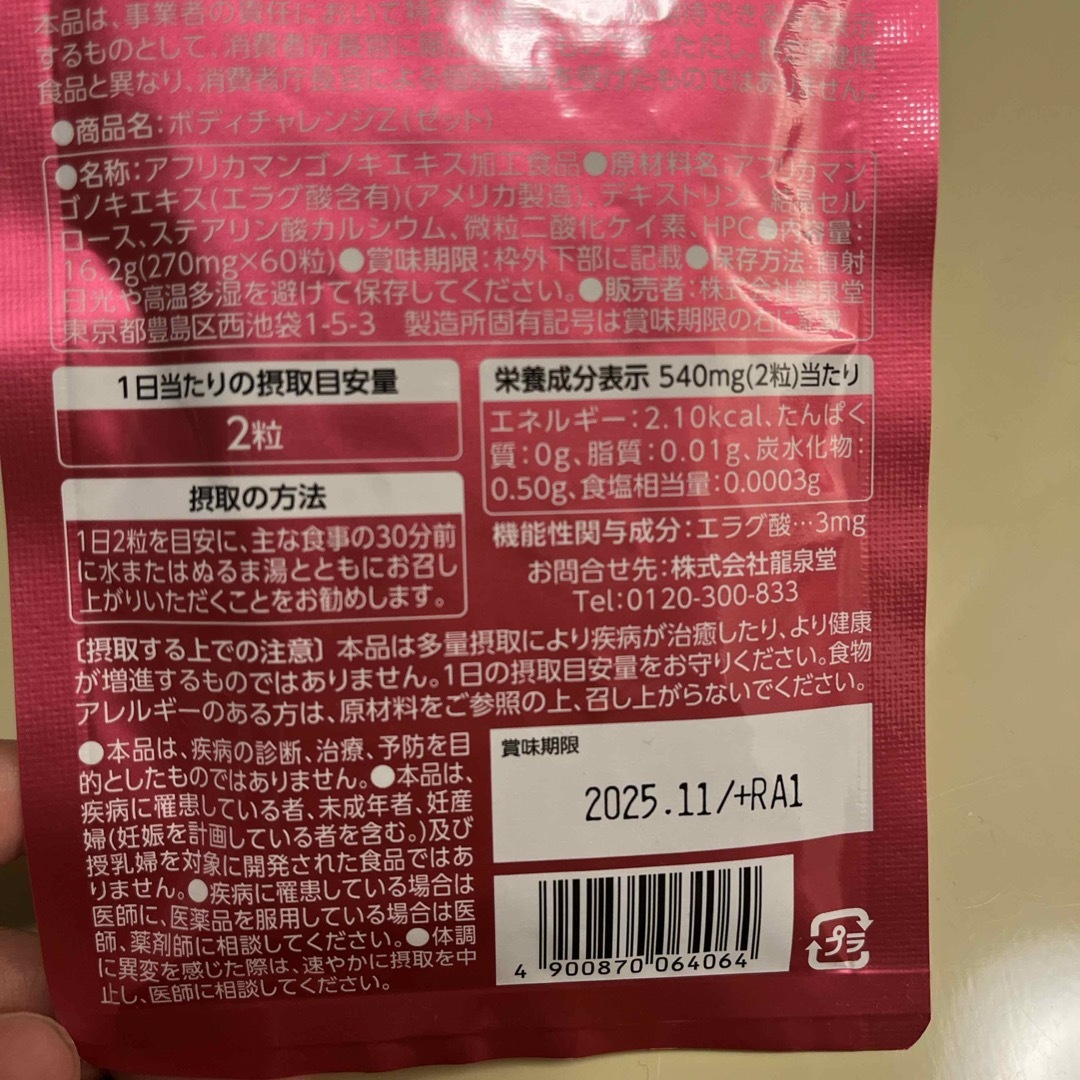 本品は、事業者の責任において特定
するものとして、消費者庁長官に
食品と異なり、消費者庁長官による個別審査を受けたものではありません。
●商品名：ボディチャレンジZ（ゼット）
●名称：アフリカマンゴノキエキス加工食品●原材料名：アフリカマン
ゴノキエキス（エラグ酸含有）（アメリカ製造）、デキストリン、結晶セル
ロース、ステアリン酸カルシウム、微粒二酸化ケイ素、HPC●内容量：
16.2g(270mg×60粒)●賞味期限：枠外下部に記載●保存方法：直射
日光や高温多湿を避けて保存してください。●販売者：株式会社龍泉堂
東京都豊島区西池袋1-5-3　製造所固有記号は賞味期限の右に記載
1日当たりの摂取目安量
2粒
摂取の方法
1日2粒を目安に、主な食事の30分前
に水またはぬるま湯とともにお召し
上がりいただくことをお勧めします。
栄養成分表示 540mg(2粒)当たり
エネルギー：2.10kcal、たんぱく
質：0g、脂質：0.01g、炭水化物：
0.50g、食塩相当量：0.0003g
機能性関与成分：エラグ酸…3mg
お問合せ先：株式会社龍泉堂
Tel：0120-300-833
〔摂取する上での注意〕本品は多量摂取により疾病が治癒したり、より健康
が増進するものではありません。1日の摂取目安量をお守りください。食物
アレルギーのある方は、原材料をご参照の上、召し上がらないでください。
●本品は、疾病の診断、治療、予防を目
的としたものではありません。●本品は、
疾病に罹患している者、未成年者、妊産
婦（妊娠を計画している者を含む。）及び
授乳婦を対象に開発された食品ではあ
りません。●疾病に罹患している場合は
医師に、医薬品を服用している場合は医
師、薬剤師に相談してください。●体調
に異変を感じた際は、速やかに摂取を中
止し、医師に相談してください。
賞味期限
2025.11/+RA1
4 900870 064064
プラ